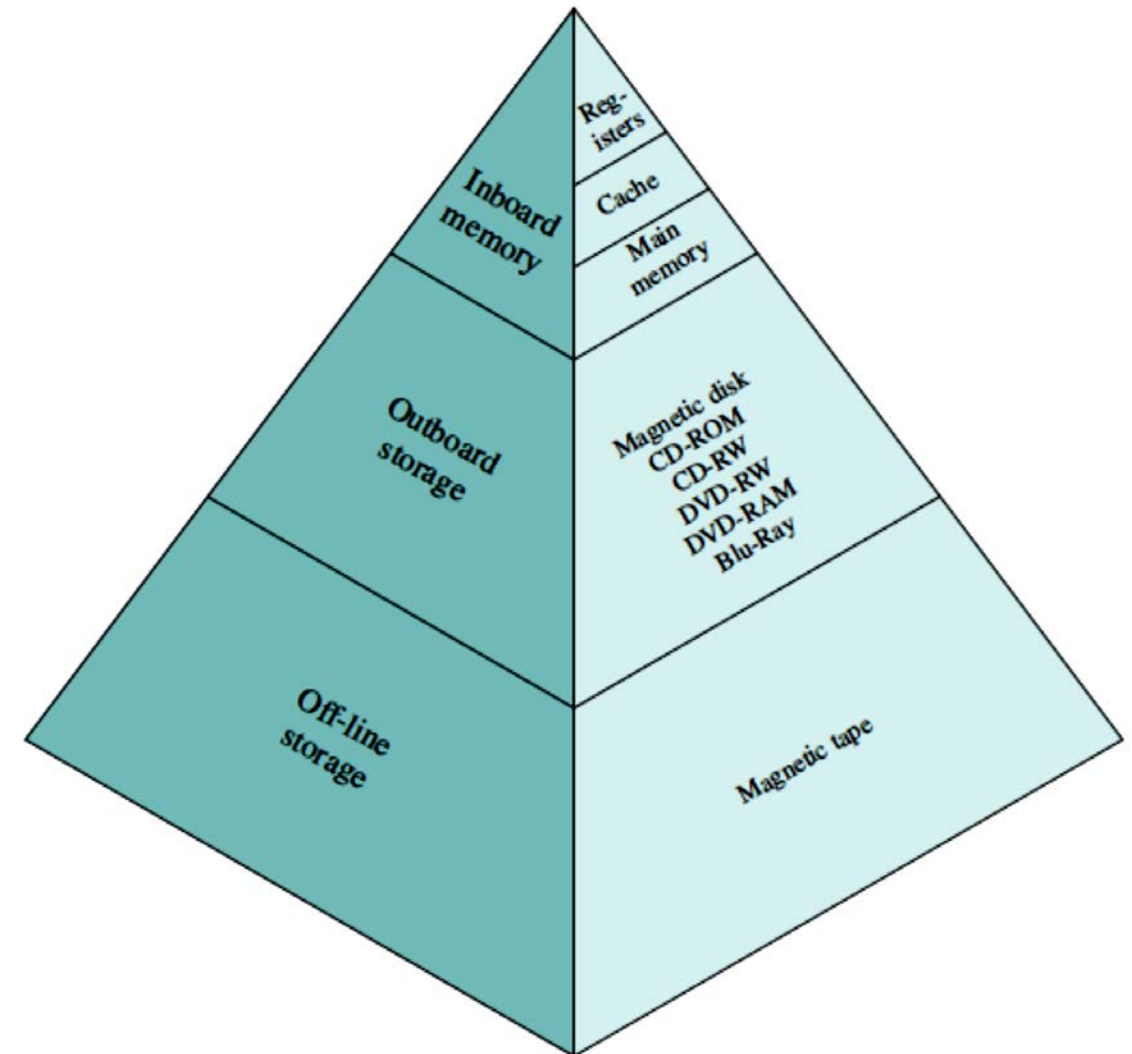 Inboard
memory
Outboard
storage
Off-line
storage
Reg-
isters
Cache
Main
memory
Magnetic disk
CD-ROM
CD-RW
DVD-RW
DVD-RAM
Blu-Ray
Magnetic tape